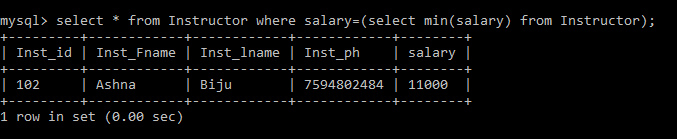 mysql> select * from Instructor where salary=(select min(salary) from Instructor);
+---------+------------+------------+------------+--------+
| Inst_id | Inst_Fname | Inst_lname | Inst_ph    | salary |
+---------+------------+------------+------------+--------+
| 102     | Ashna      | Biju       | 7594802484 | 11000  |
+---------+------------+------------+------------+--------+
1 row in set (0.00 sec)